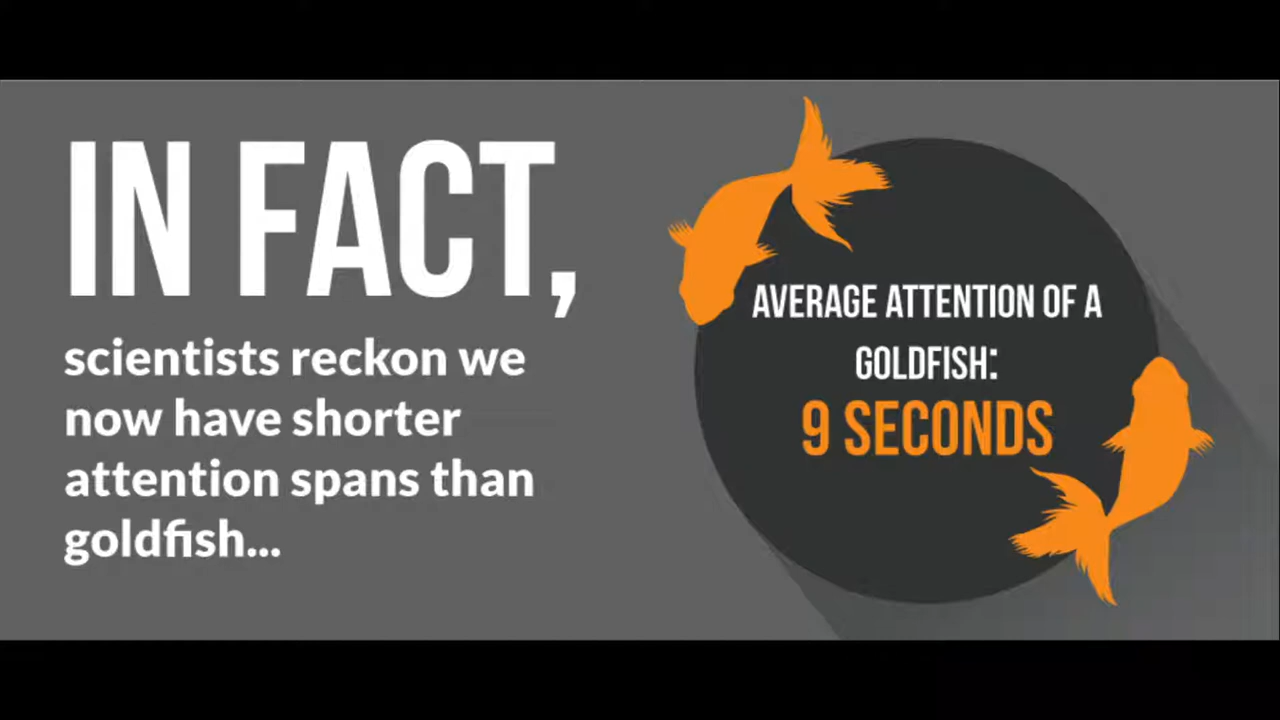 IN FACT,
scientists reckon we
now have shorter
attention spans than
goldfish...
AVERAGE ATTENTION OF A
GOLDFISH:
9 SECONDS